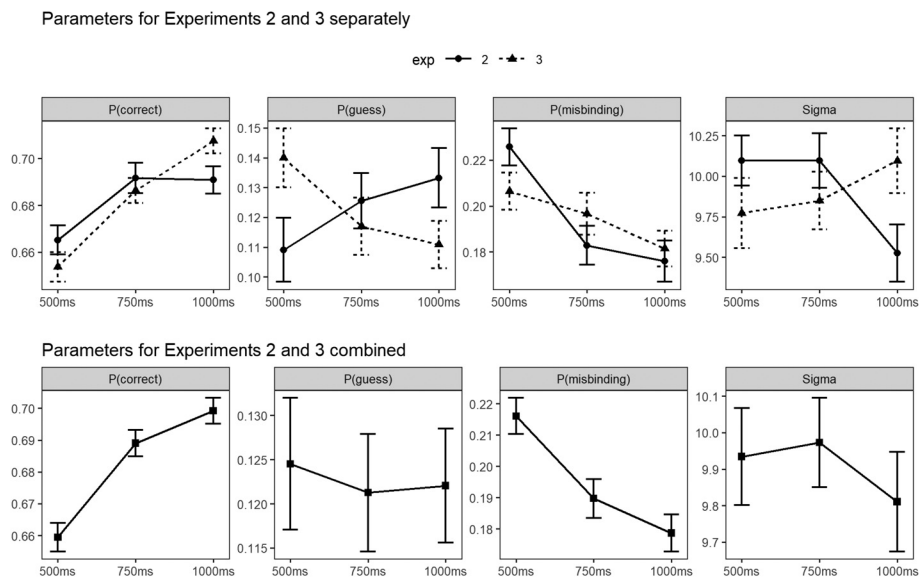 Parameters for Experiments 2 and 3 separately
exp 2 3
P(correct) P(guess) P(misbinding) Sigma
0.70 0.68 0.66
0.15 0.14 0.13 0.12 0.11 0.10
0.22 0.20 0.18
10.25 10.00 9.75 9.50
500ms 750ms 1000ms 500ms 750ms 1000ms 500ms 750ms 1000ms 500ms 750ms 1000ms
Parameters for Experiments 2 and 3 combined
P(correct) P(guess) P(misbinding) Sigma
0.70 0.69 0.68 0.67 0.66
0.130 0.125 0.120 0.115
0.22 0.21 0.20 0.19 0.18
10.1 10.0 9.9 9.8 9.7
500ms 750ms 1000ms 500ms 750ms 1000ms 500ms 750ms 1000ms 500ms 750ms 1000ms